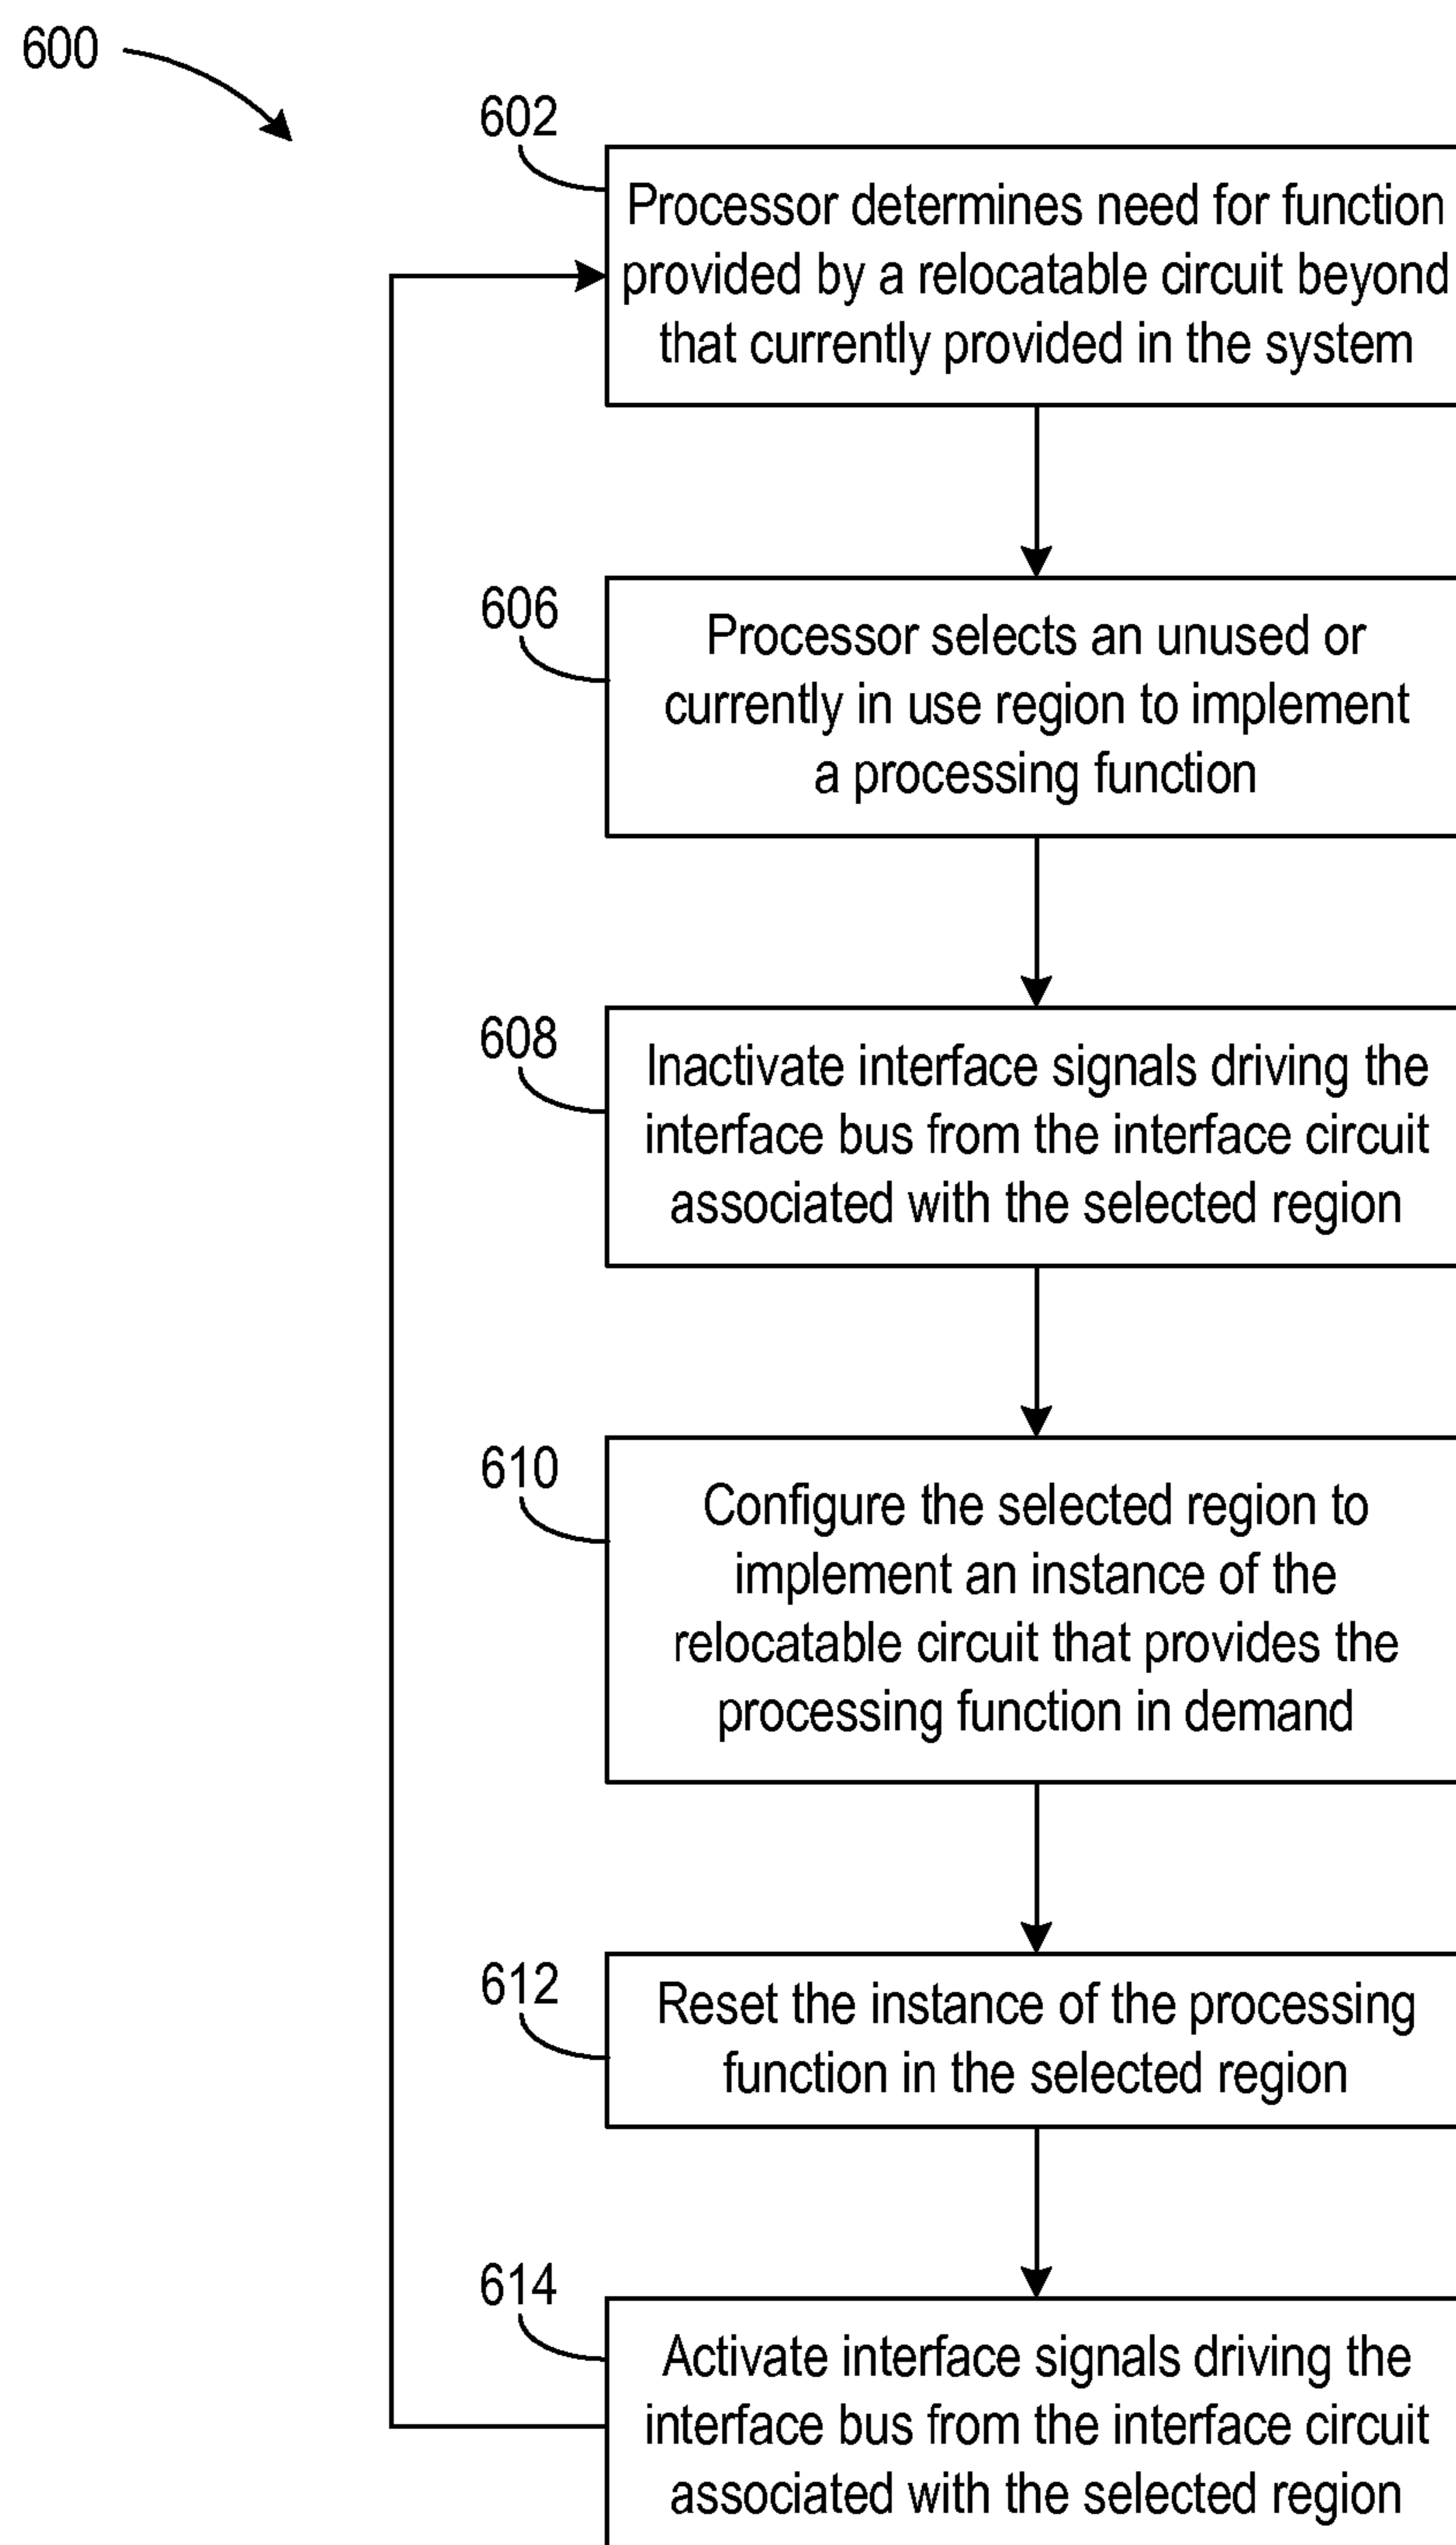 600
602
Processor determines need for function
provided by a relocatable circuit beyond
that currently provided in the system
606
Processor selects an unused or
currently in use region to implement
a processing function
608
Inactivate interface signals driving the
interface bus from the interface circuit
associated with the selected region
610
Configure the selected region to
implement an instance of the
relocatable circuit that provides the
processing function in demand
612
Reset the instance of the processing
function in the selected region
614
Activate interface signals driving the
interface bus from the interface circuit
associated with the selected region